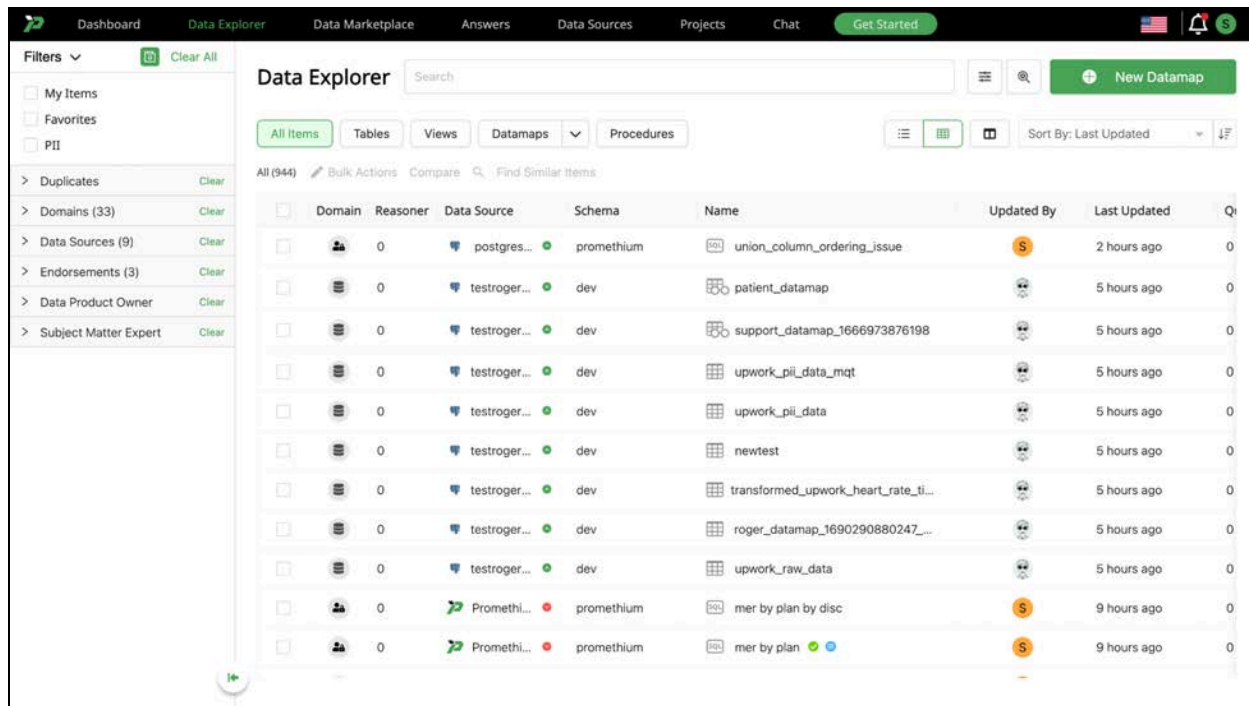 Dashboard Data Explorer Data Marketplace Answers Data Sources Projects Chat Get Started S
Filters Clear All
My Items
Favorites
PII
> Duplicates Clear
> Domains (33) Clear
> Data Sources (9) Clear
> Endorsements (3) Clear
> Data Product Owner Clear
> Subject Matter Expert Clear
Data Explorer Search New Datamap
All Items Tables Views Datamaps Procedures Sort By: Last Updated
All (944) Bulk Actions Compare Find Similar Items
Domain Reasoner Data Source Schema Name Updated By Last Updated
0 postgres... promethium SQL union_column_ordering_issue S 2 hours ago 0
0 testroger... dev patient_datamap 5 hours ago 0
0 testroger... dev support_datamap_1666973876198 5 hours ago 0
0 testroger... dev upwork_pii_data_mqt 5 hours ago 0
0 testroger... dev upwork_pii_data 5 hours ago 0
0 testroger... dev newtest 5 hours ago 0
0 testroger... dev transformed_upwork_heart_rate_ti... 5 hours ago 0
0 testroger... dev roger_datamap_1690290880247_... 5 hours ago 0
0 testroger... dev upwork_raw_data 5 hours ago 0
0 Promethi... promethium SQL mer by plan by disc S 9 hours ago 0
0 Promethi... promethium SQL mer by plan S 9 hours ago 0